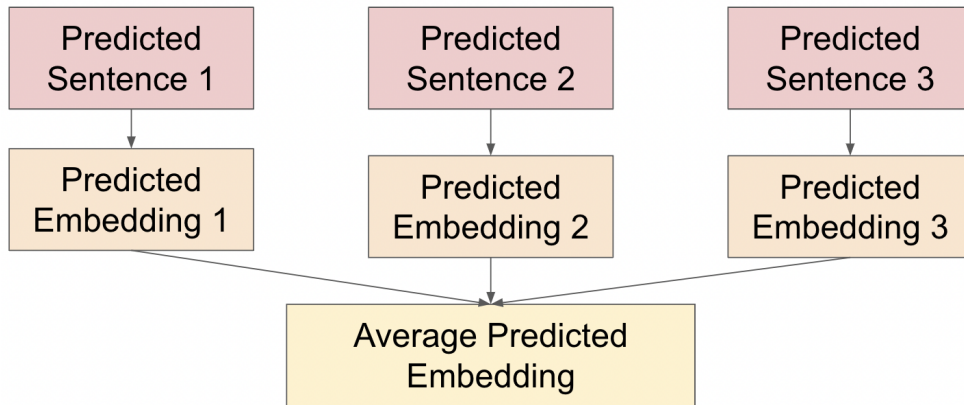 Predicted
Sentence 1
Predicted
Sentence 2
Predicted
Sentence 3
Predicted
Embedding 1
Predicted
Embedding 2
Predicted
Embedding 3
Average Predicted
Embedding